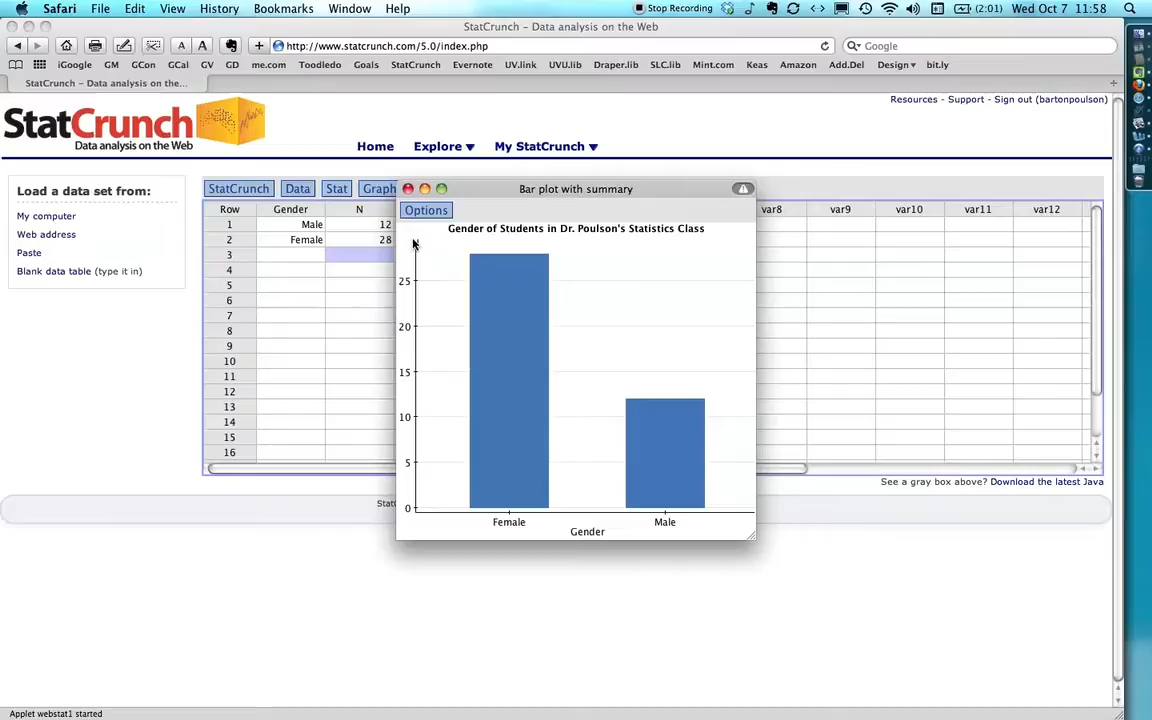 Safari File Edit View History Bookmarks Window Help Stop Recording (2:01) Wed Oct 7 11:58
StatCrunch – Data analysis on the Web
A A http://www.statcrunch.com/5.0/index.php Google
iGoogle GM GCon GCal GV GD me.com Toodledo Goals StatCrunch Evernote UV.link UVU.lib Draper.lib SLC.lib Mint.com Keas Amazon Add.Del Design bit.ly
StatCrunch – Data analysis on the...
Resources - Support - Sign out (bartonpoulson)
StatCrunch
Data analysis on the Web
Home Explore My StatCrunch
Load a data set from:
My computer
Web address
Paste
Blank data table (type it in)
StatCrunch Data Stat Graph
Row Gender N var8 var9 var10 var11 var12
1 Male 12
2 Female 28
3
4
5
6
7
8
9
10
11
12
13
14
15
16
Bar plot with summary
Options
Gender of Students in Dr. Poulson's Statistics Class
25
20
15
10
5
0
Female Male
Gender
See a gray box above? Download the latest Java
Stat
Applet webstat1 started